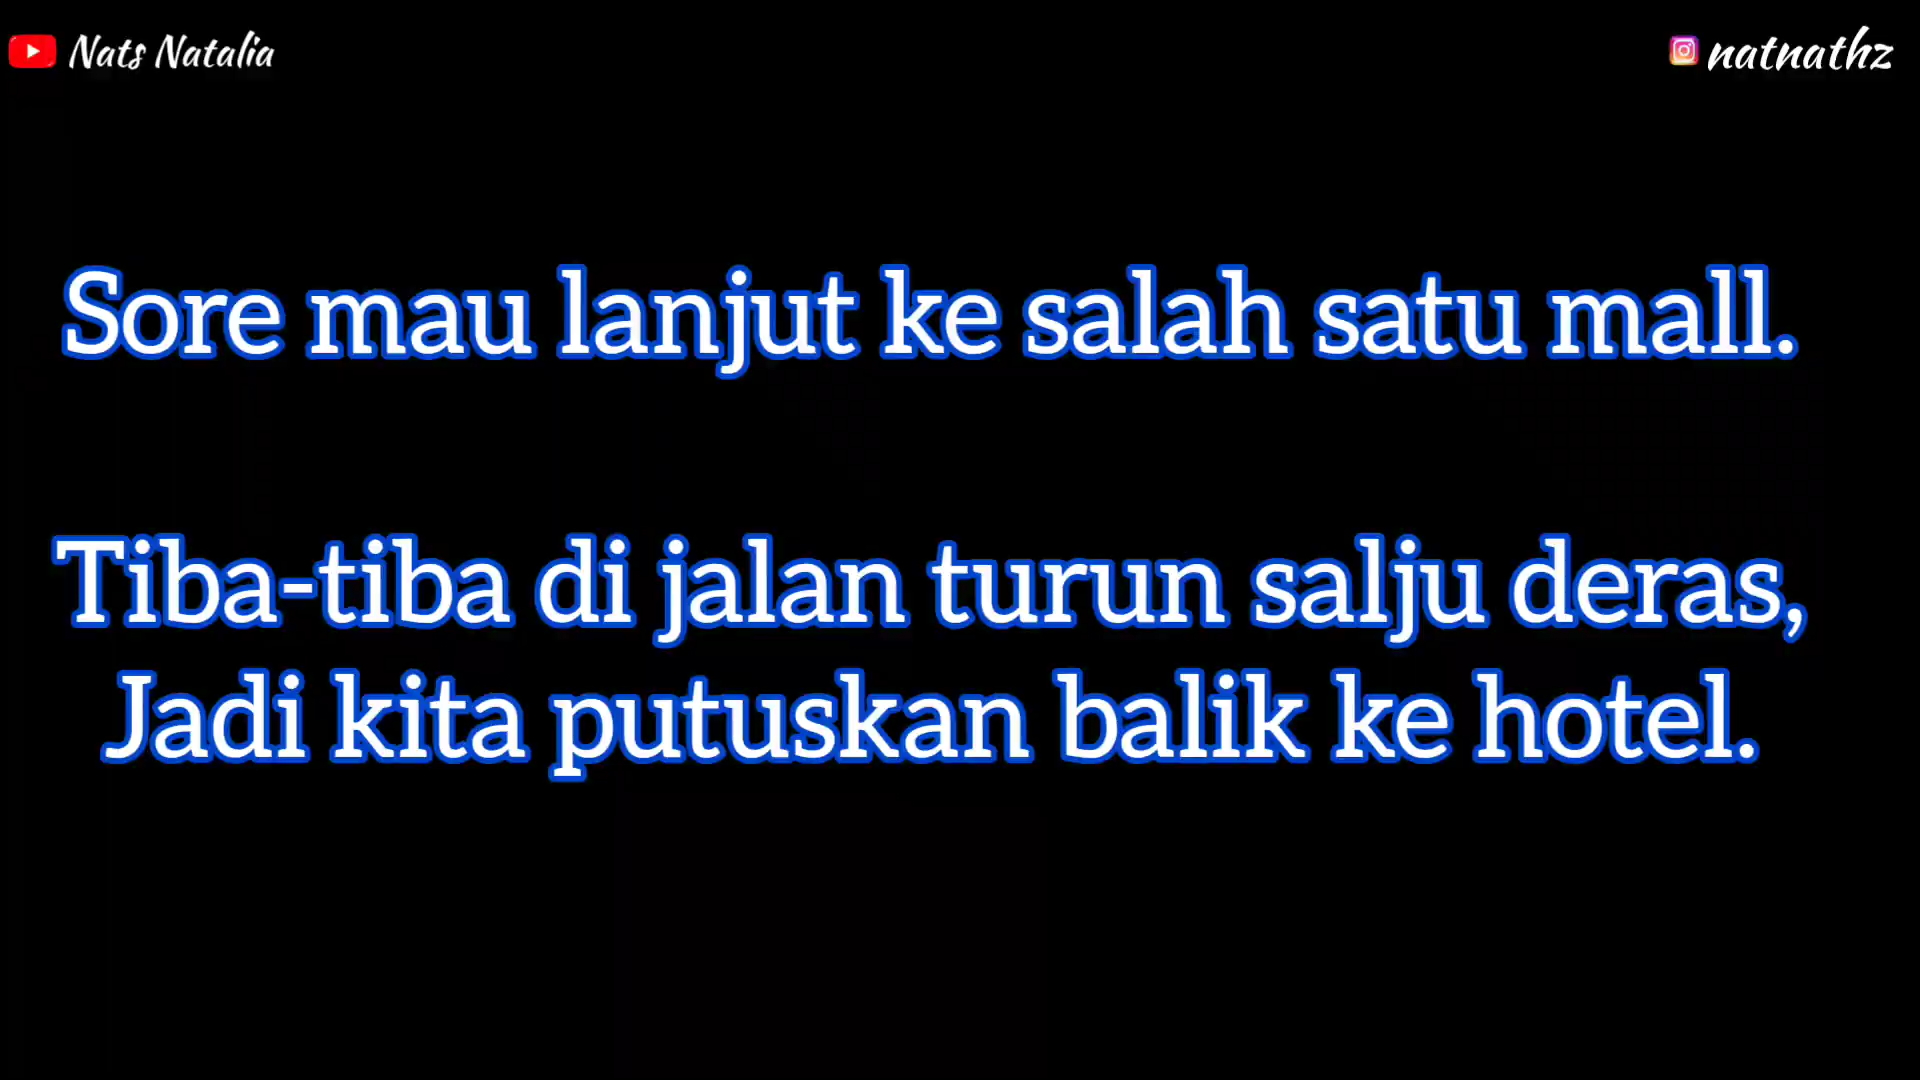 Nats Natalia
natnathz
Sore mau lanjut ke salah satu mall.
Tiba-tiba di jalan turun salju deras,
Jadi kita putuskan balik ke hotel.